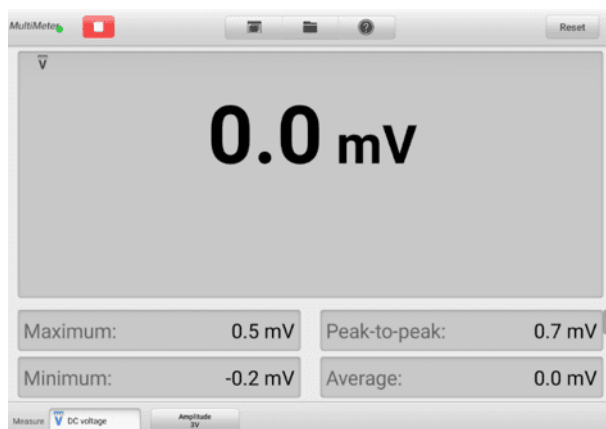 MultiMeter
Reset
V
0.0 mV
Maximum: 0.5 mV Peak-to-peak: 0.7 mV
Minimum: -0.2 mV Average: 0.0 mV
Measure V DC voltage Amplitude
3V